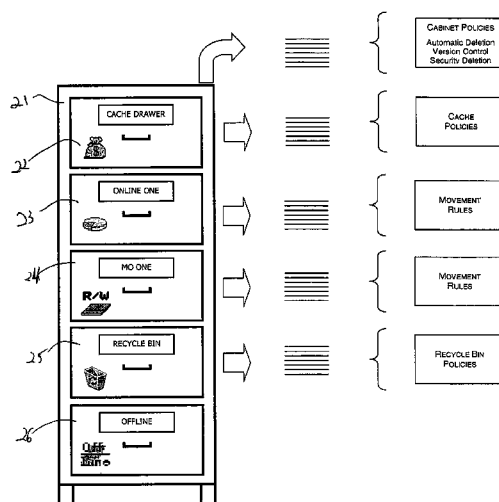 CABINET POLICIES
Automatic Deletion
Version Control
Security Deletion
21
CACHE DRAWER
22
CACHE
POLICIES
ONLINE ONE
23
MOVEMENT
RULES
MO ONE
24
R/W
MOVEMENT
RULES
RECYCLE BIN
25
RECYCLE BIN
POLICIES
OFFLINE
26